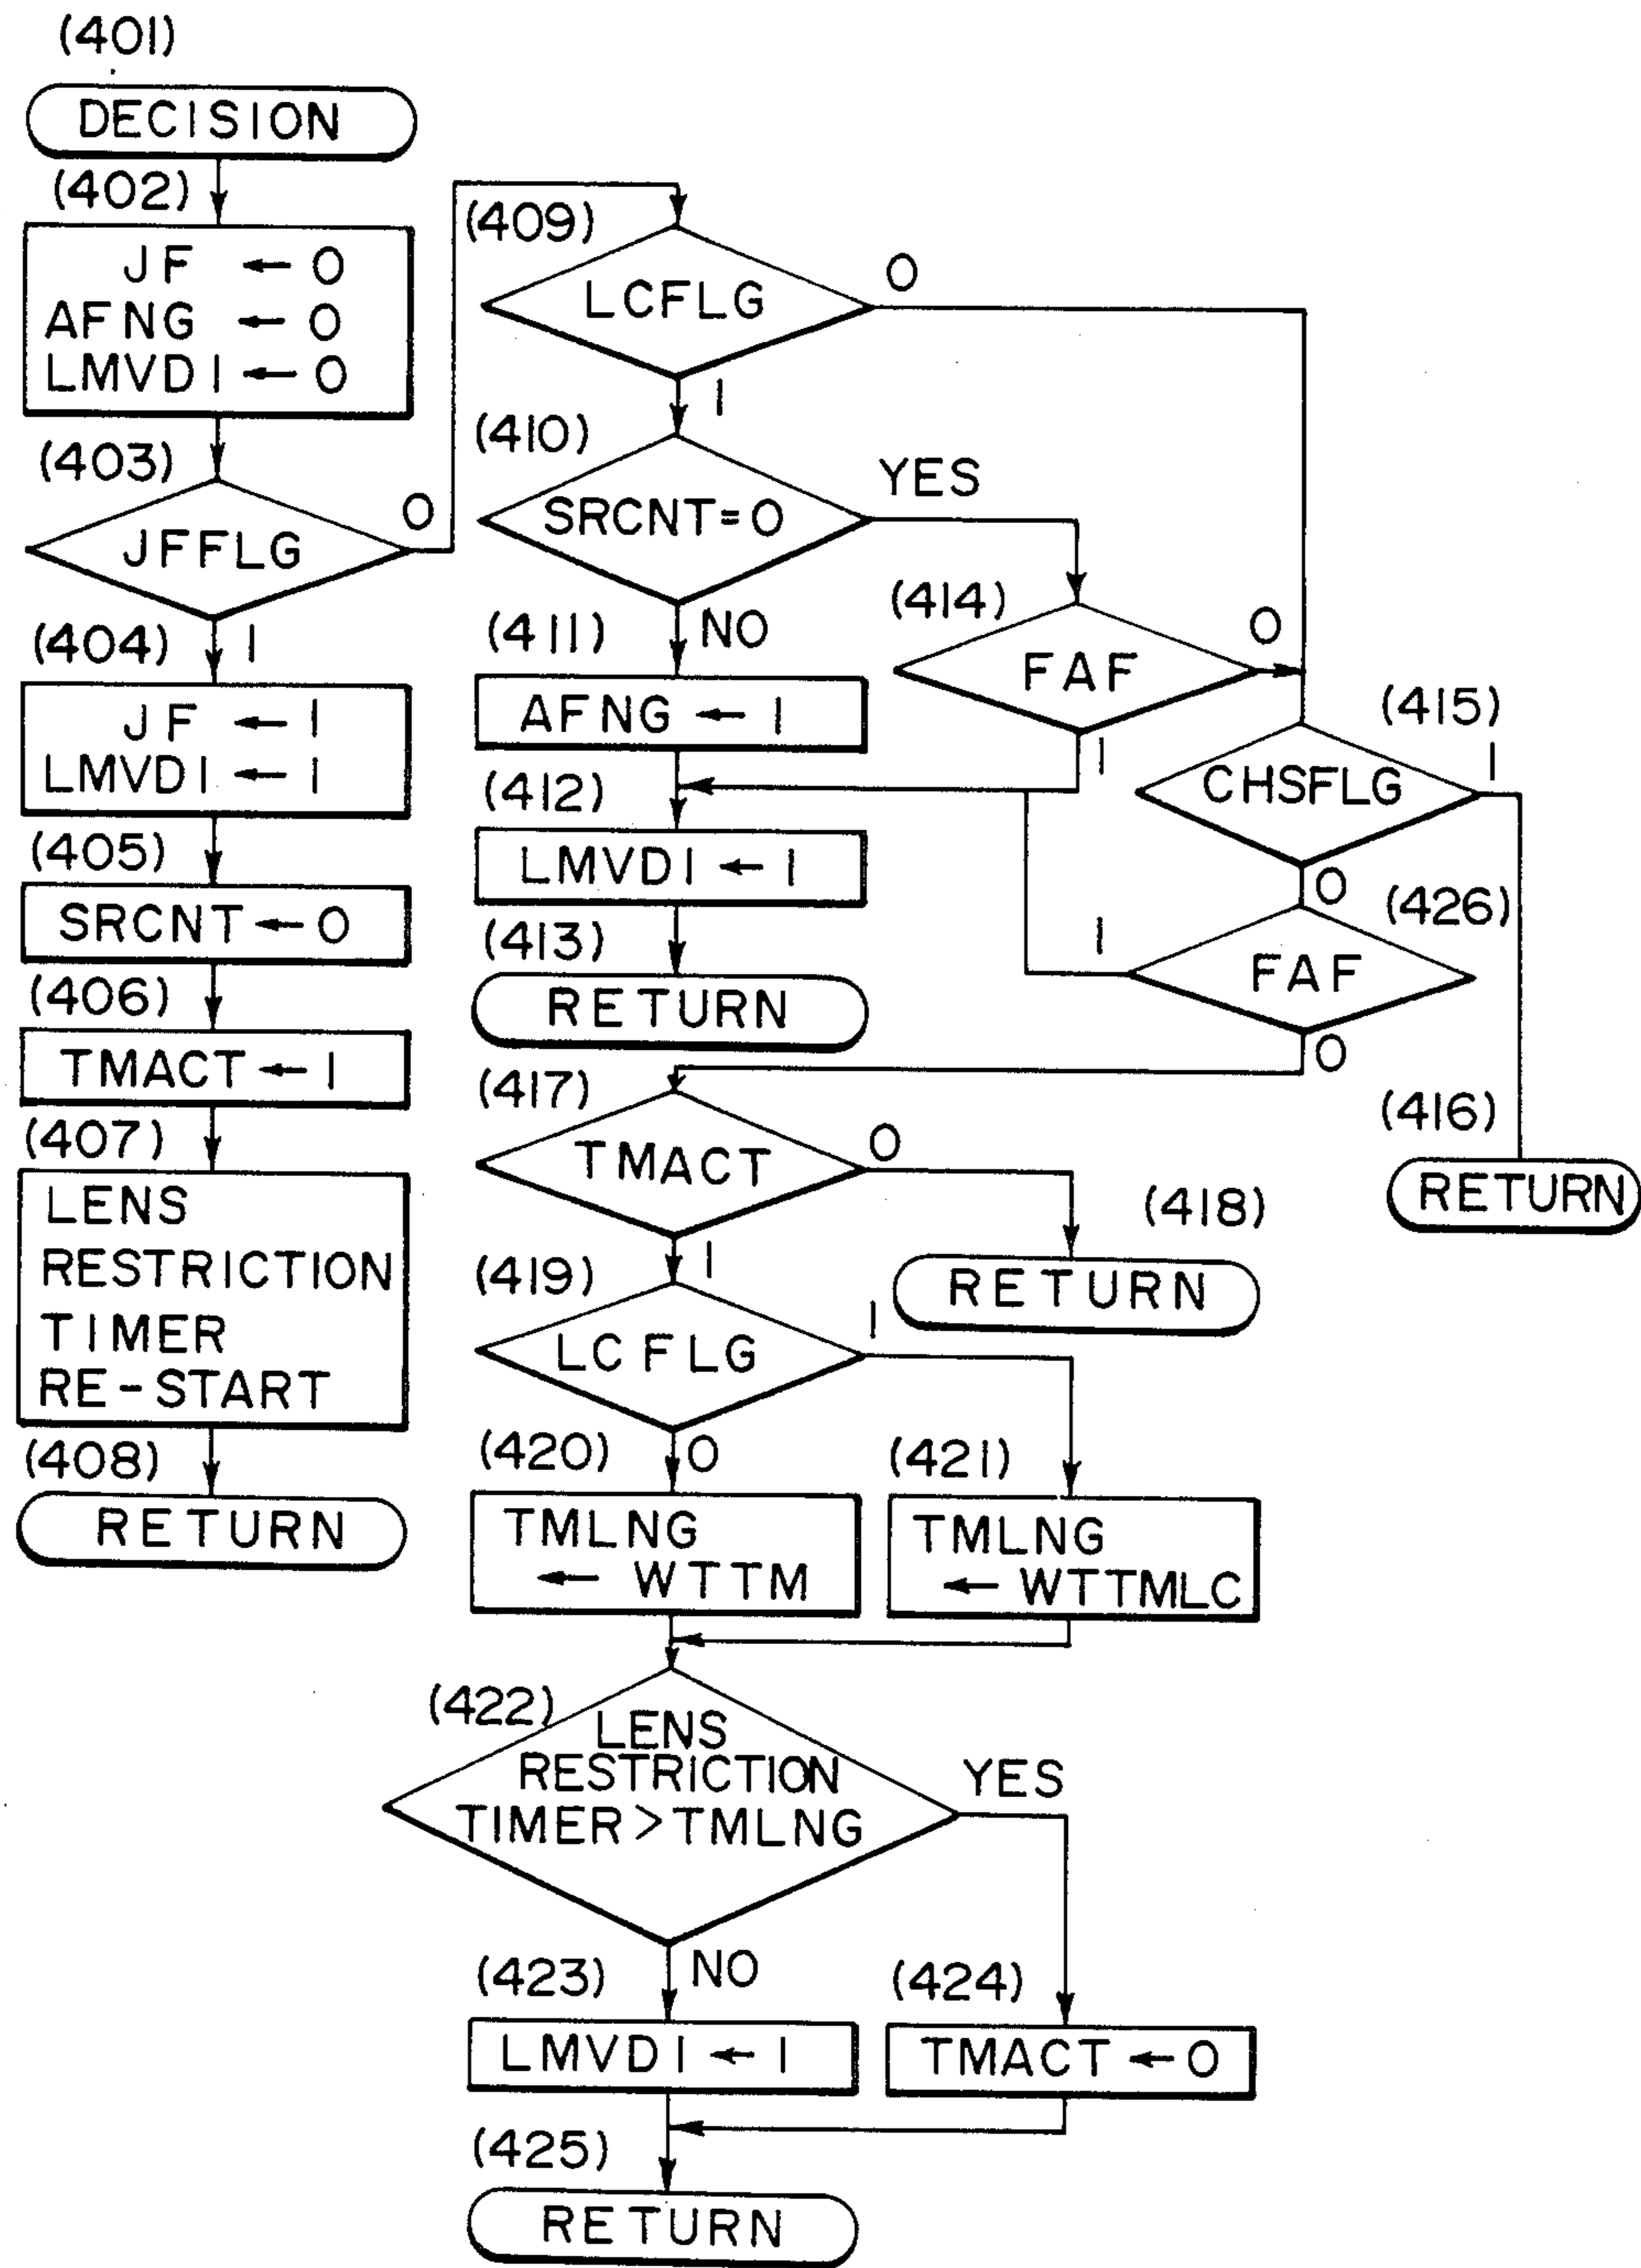 (401)
DECISION
(402)
JF ← 0
AFNG ← 0
LMVDI ← 0
(403)
JFFLG
0
1
(404)
JF ← 1
LMVDI ← 1
(405)
SRCNT ← 0
(406)
TMACT ← 1
(407)
LENS
RESTRICTION
TIMER
RE-START
(408)
RETURN
(409)
LCFLG
0
1
(410)
SRCNT=0
YES
NO
(411)
AFNG ← 1
(412)
LMVDI ← 1
(413)
RETURN
(414)
FAF
0
1
(415)
CHSFLG
1
0
(426)
FAF
1
0
(416)
RETURN
(417)
TMACT
0
1
(418)
RETURN
(419)
LCFLG
1
0
(420)
TMLNG
← WTTM
(421)
TMLNG
← WTTMLC
(422)
LENS
RESTRICTION
TIMER>TMLNG
YES
NO
(423)
LMVDI ← 1
(424)
TMACT ← 0
(425)
RETURN